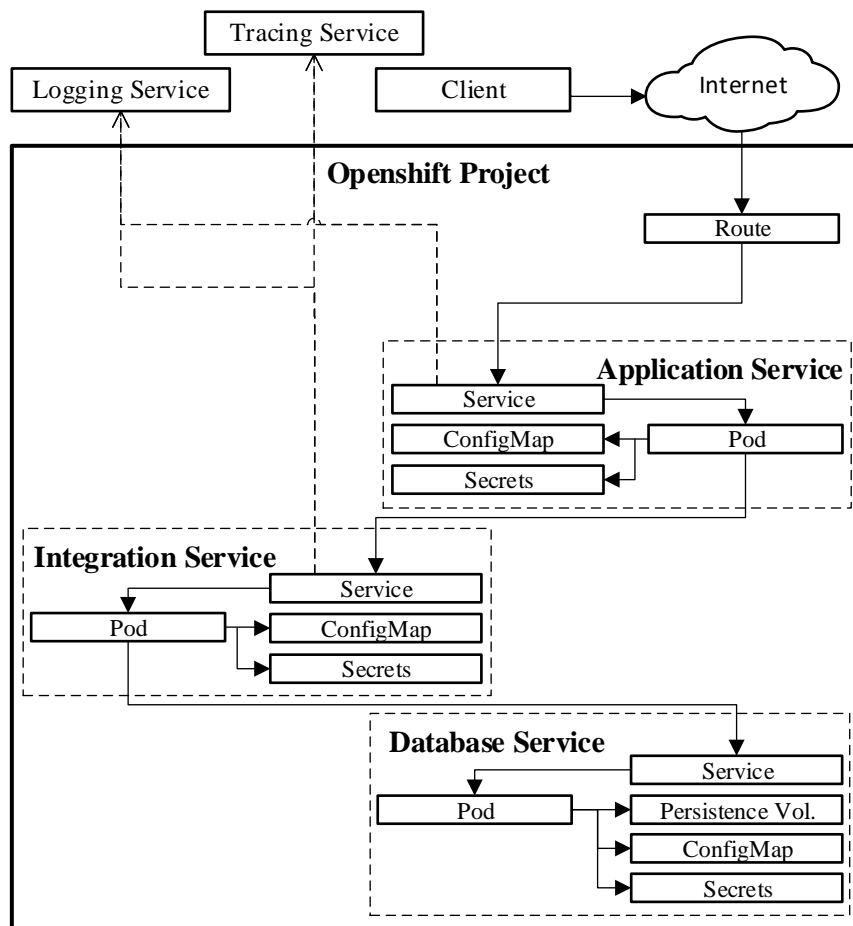 Tracing Service
Logging Service
Client
Internet
Openshift Project
Route
Application Service
Service
ConfigMap
Pod
Secrets
Integration Service
Service
Pod
ConfigMap
Secrets
Database Service
Service
Pod
Persistence Vol.
ConfigMap
Secrets